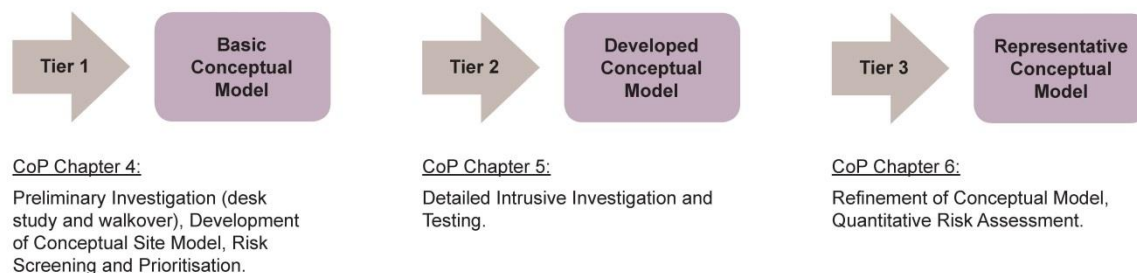 Tier 1
Basic
Conceptual
Model
CoP Chapter 4:
Preliminary Investigation (desk
study and walkover), Development
of Conceptual Site Model, Risk
Screening and Prioritisation.
Tier 2
Developed
Conceptual
Model
CoP Chapter 5:
Detailed Intrusive Investigation and
Testing.
Tier 3
Representative
Conceptual
Model
CoP Chapter 6:
Refinement of Conceptual Model,
Quantitative Risk Assessment.